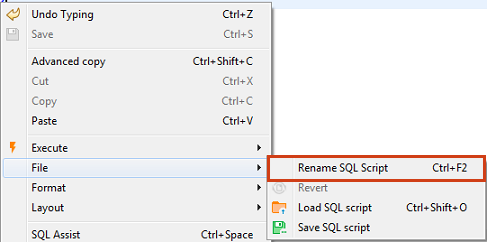 Undo Typing Ctrl+Z
Save Ctrl+S
Advanced copy Ctrl+Shift+C
Cut Ctrl+X
Copy Ctrl+C
Paste Ctrl+V
Execute
File
Format
Layout
SQL Assist Ctrl+Space
Rename SQL Script Ctrl+F2
Revert
Load SQL script Ctrl+Shift+O
Save SQL script